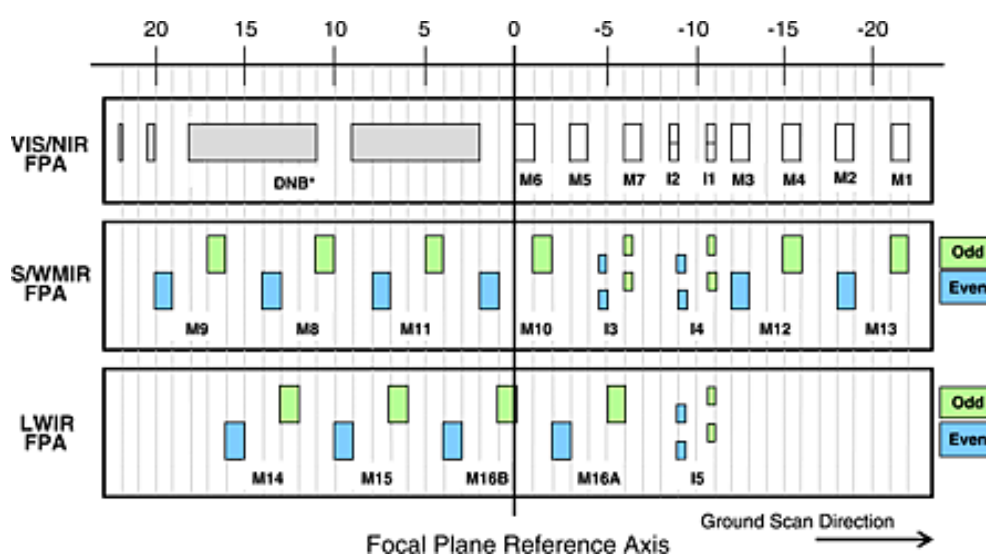 20 15 10 5 0 -5 -10 -15 -20
VIS/NIR
FPA
DNB* M6 M5 M7 I2 I1 M3 M4 M2 M1
S/WMIR
FPA
Odd
Even
M9 M8 M11 M10 I3 I4 M12 M13
LWIR
FPA
Odd
Even
M14 M15 M16B M16A I5
Ground Scan Direction
Focal Plane Reference Axis